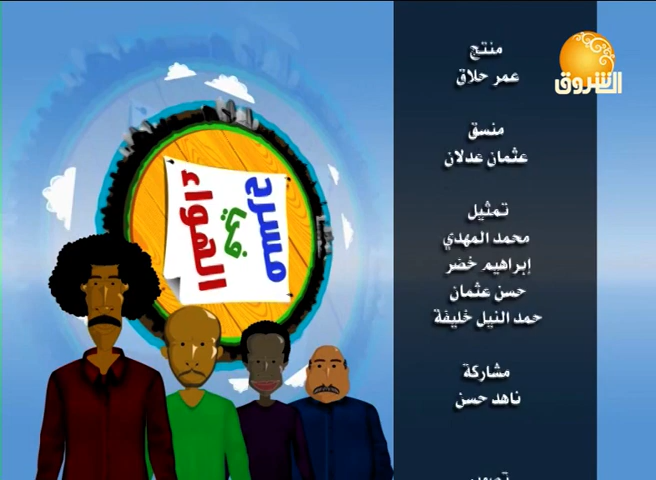 الشروق
منتج
عمر حلاق
منسق
عثمان عدلان
تمثيل
محمد المهدي
إبراهيم خضر
حسن عثمان
حمد النيل خليفة
مشاركة
ناهد حسن
مسرح
في
الهواء